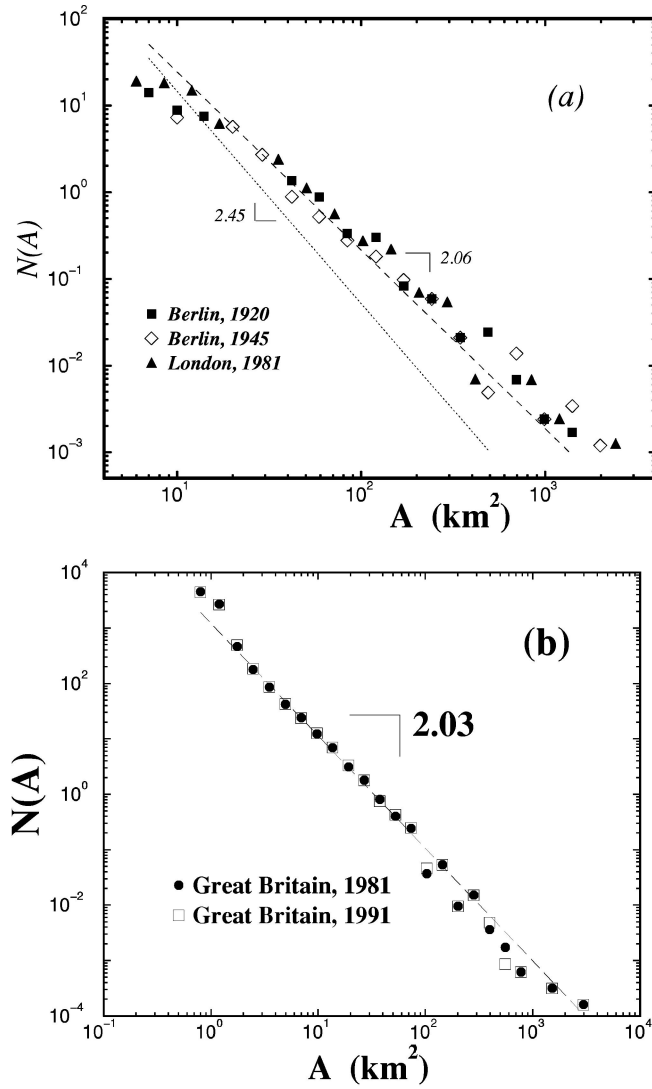 10^2
10^1
10^0
10^-1
10^-2
10^-3
N(A)
(a)
2.45
2.06
Berlin, 1920
Berlin, 1945
London, 1981
10^1
10^2
10^3
A (km^2)
10^4
10^2
10^0
10^-2
10^-4
N(A)
(b)
2.03
Great Britain, 1981
Great Britain, 1991
10^-1
10^0
10^1
10^2
10^3
10^4
A (km^2)